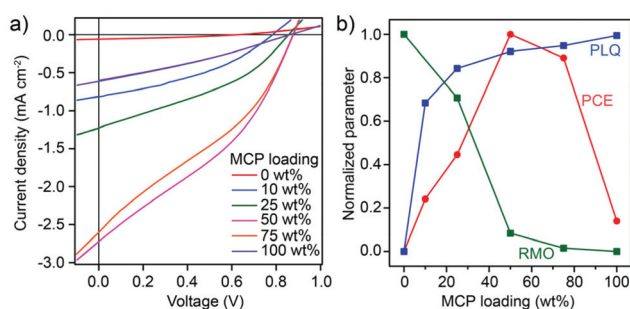 a)
Current density (mA cm⁻²)
0.0
-0.5
-1.0
-1.5
-2.0
-2.5
-3.0
MCP loading
0 wt%
10 wt%
25 wt%
50 wt%
75 wt%
100 wt%
0.0 0.2 0.4 0.6 0.8 1.0
Voltage (V)
b)
Normalized parameter
1.0
0.8
0.6
0.4
0.2
0.0
PLQ
PCE
RMO
0 20 40 60 80 100
MCP loading (wt%)